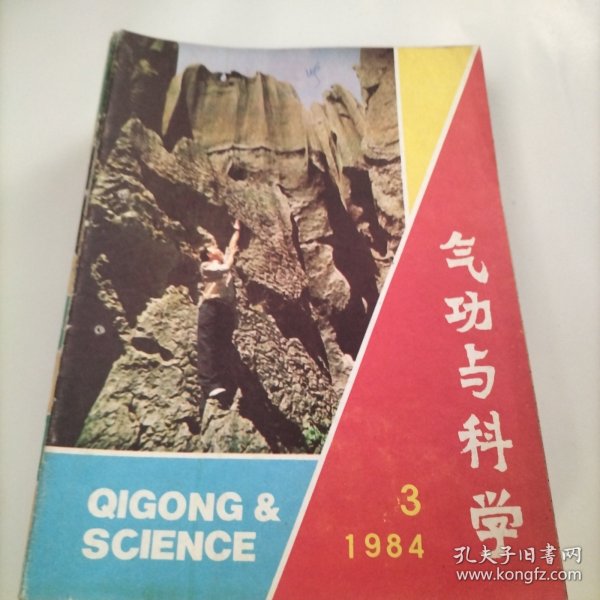 气功与科学
QIGONG &
SCIENCE
3
1984
孔夫子旧书网
www.kongfz.com